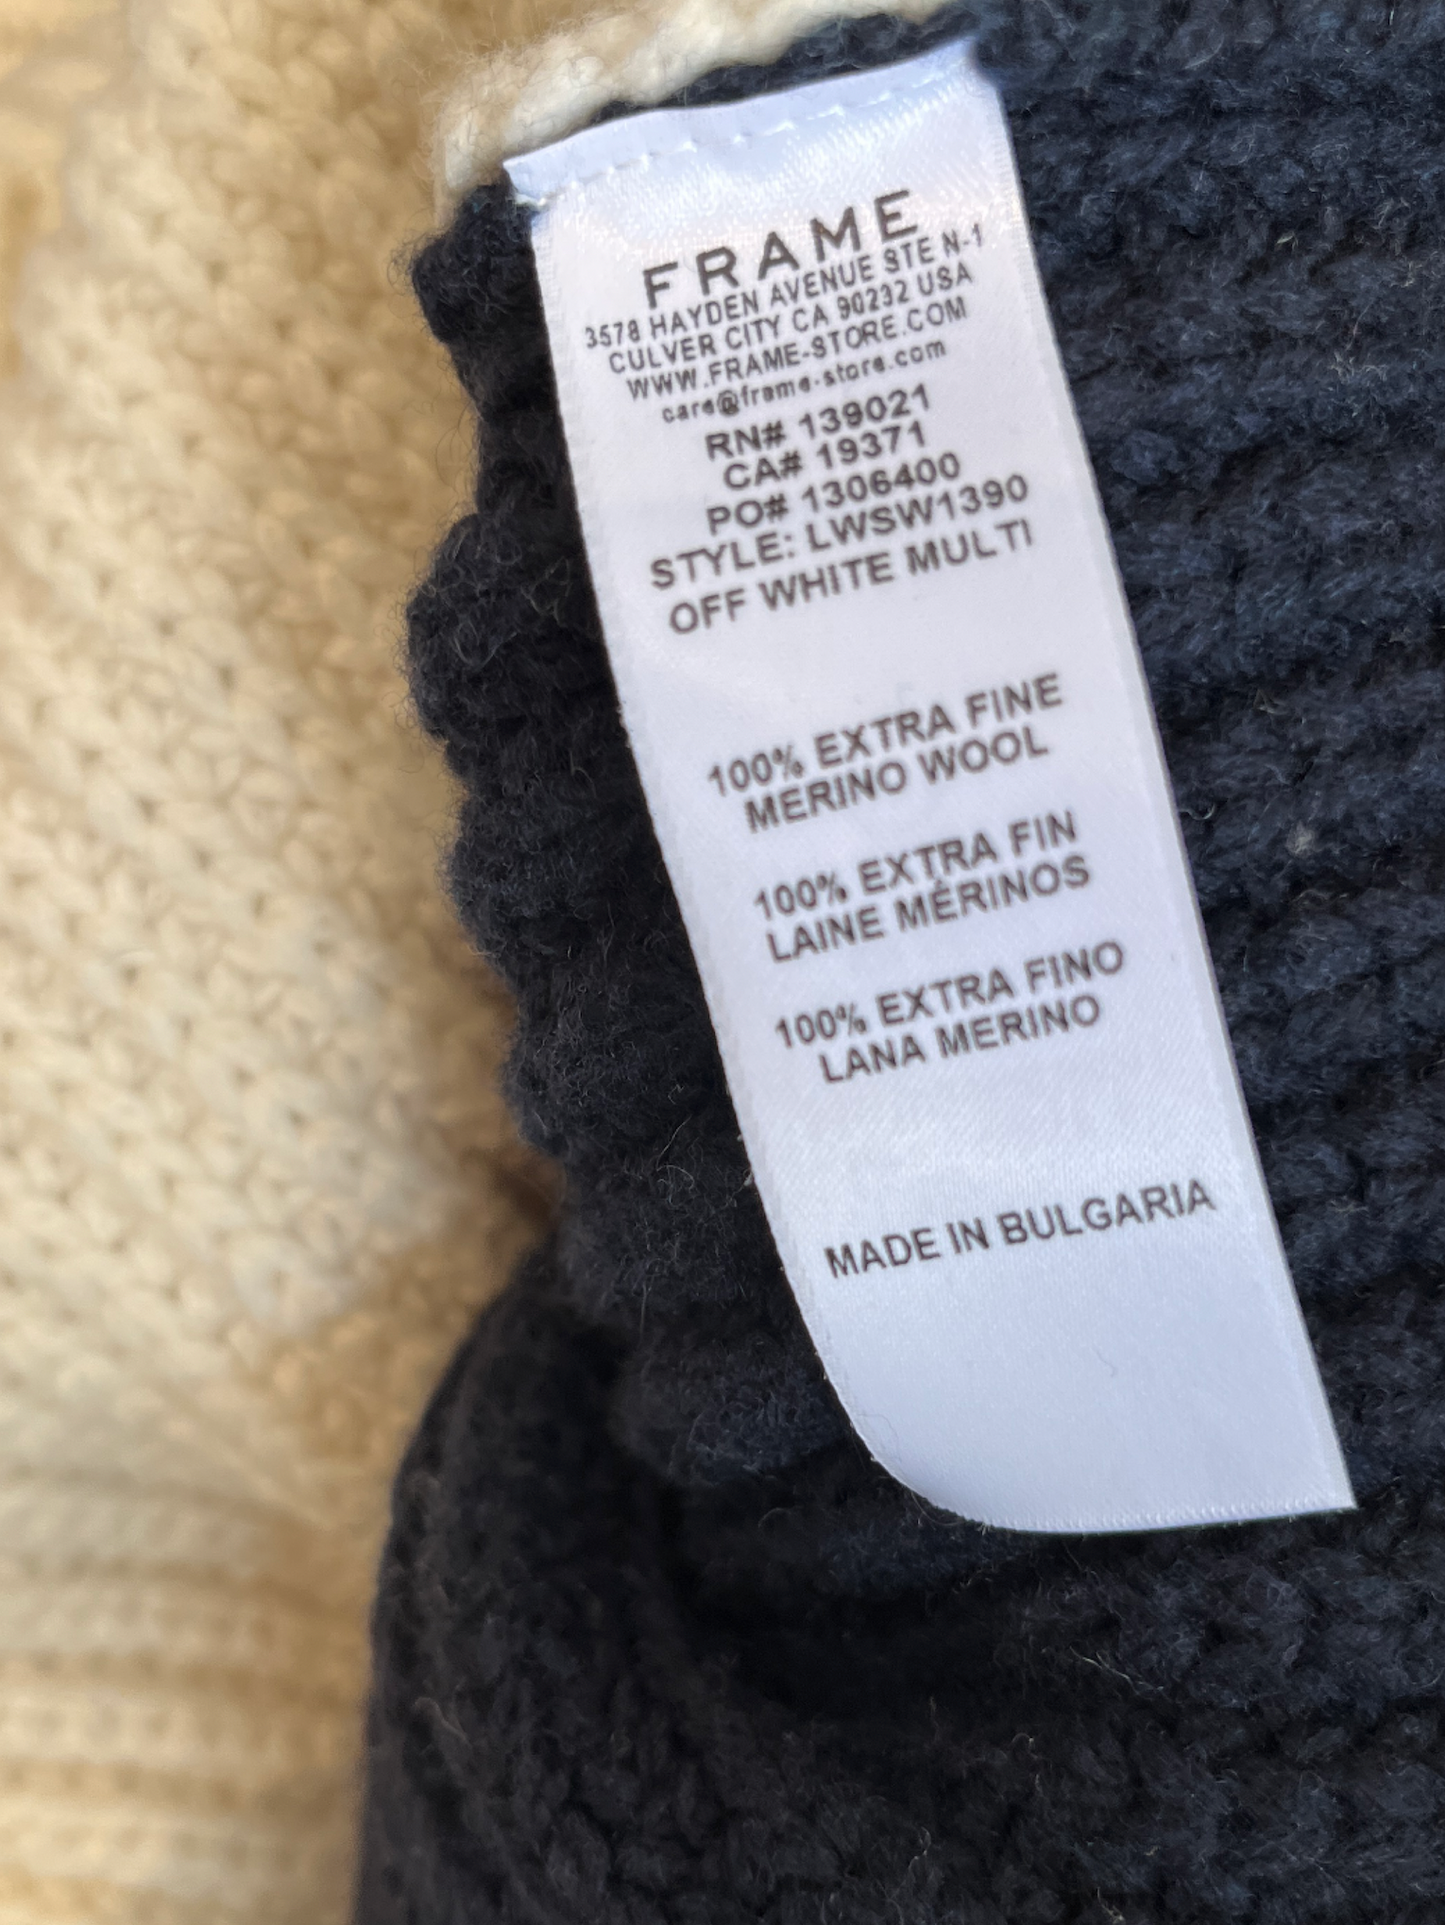 FRAME
3578 HAYDEN AVENUE STE N-1
CULVER CITY CA 90232 USA
WWW.FRAME-STORE.COM
care@frame-store.com
RN# 139021
CA# 19371
PO# 1306400
STYLE: LWSW1390
OFF WHITE MULTI
100% EXTRA FINE
MERINO WOOL
100% EXTRA FIN
LAINE MÉRINOS
100% EXTRA FINO
LANA MERINO
MADE IN BULGARIA